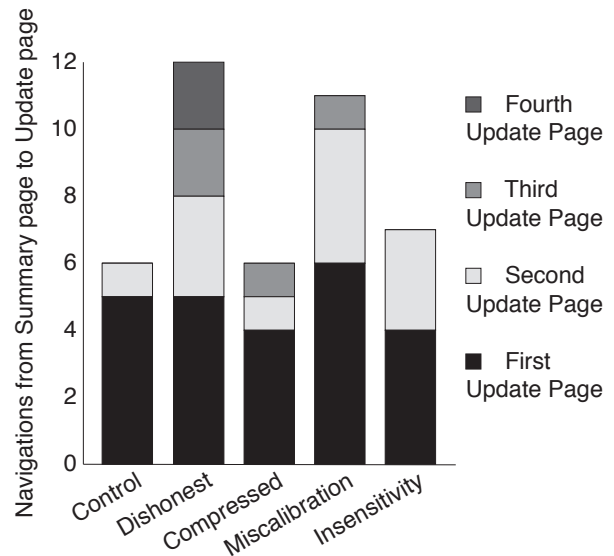 Navigations from Summary page to Update page
12
10
8
6
4
2
0
Control
Dishonest
Compressed
Miscalibration
Insensitivity
Fourth
Update Page
Third
Update Page
Second
Update Page
First
Update Page